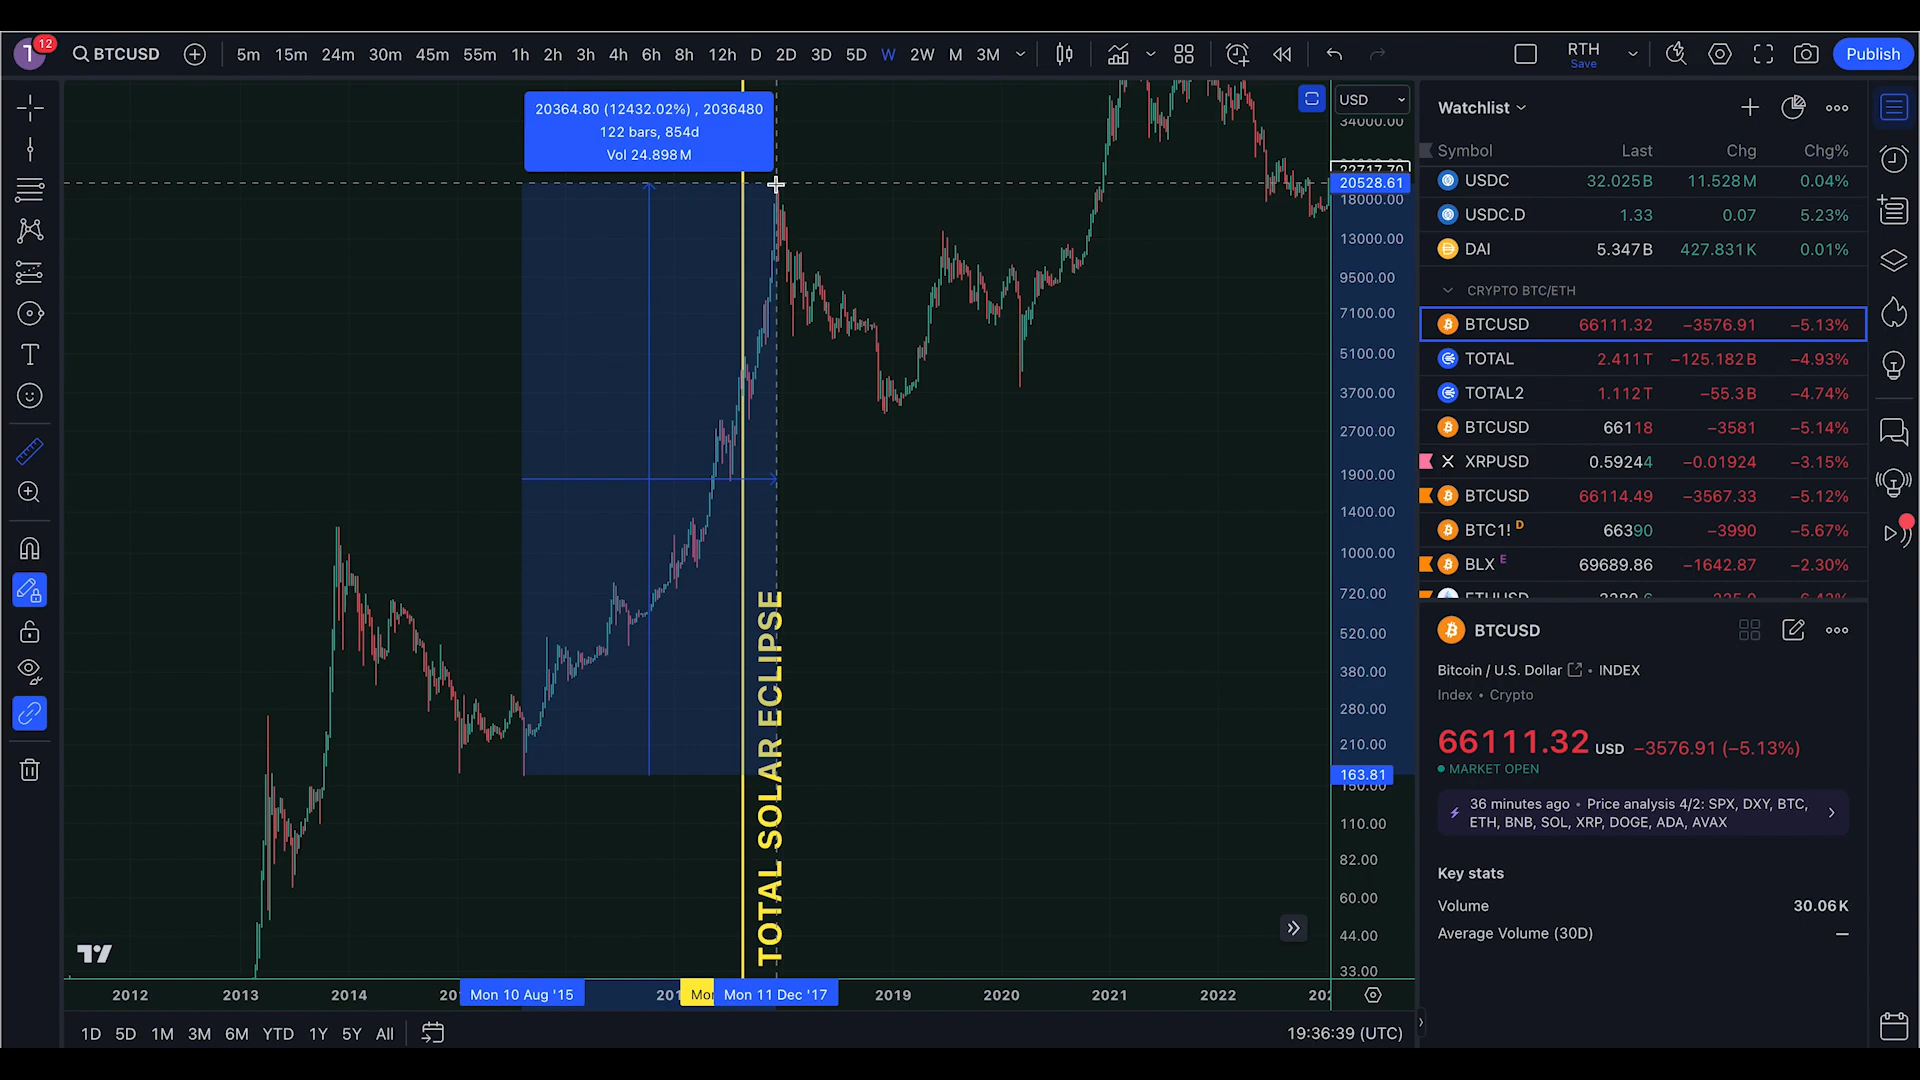 T
12
BTCUSD
5m 15m 24m 30m 45m 55m 1h 2h 3h 4h 6h 8h 12h D 2D 3D 5D W 2W M 3M
RTH
Save
Publish
20364.80 (12432.02%) , 2036480
122 bars, 854d
Vol 24.898M
TOTAL SOLAR ECLIPSE
USD
34000.00
22717.70
20528.61
18000.00
13000.00
9500.00
7100.00
5100.00
3700.00
2700.00
1900.00
1400.00
1000.00
720.00
520.00
380.00
280.00
210.00
163.81
150.00
110.00
82.00
60.00
44.00
33.00
2012 2013 2014 20 Mon 10 Aug '15 201 Mon Mon 11 Dec '17 2019 2020 2021 2022 202
1D 5D 1M 3M 6M YTD 1Y 5Y All
19:36:39 (UTC)
Watchlist
Symbol Last Chg Chg%
USDC 32.025B 11.528M 0.04%
USDC.D 1.33 0.07 5.23%
DAI 5.347B 427.831K 0.01%
CRYPTO BTC/ETH
BTCUSD 66111.32 −3576.91 −5.13%
TOTAL 2.411T −125.182B −4.93%
TOTAL2 1.112T −55.3B −4.74%
BTCUSD 66118 −3581 −5.14%
XRPUSD 0.59244 −0.01924 −3.15%
BTCUSD 66114.49 −3567.33 −5.12%
BTC1! D 66390 −3990 −5.67%
BLX E 69689.86 −1642.87 −2.30%
ETHUSD
BTCUSD
Bitcoin / U.S. Dollar • INDEX
Index • Crypto
66111.32 USD −3576.91 (−5.13%)
MARKET OPEN
36 minutes ago • Price analysis 4/2: SPX, DXY, BTC,
ETH, BNB, SOL, XRP, DOGE, ADA, AVAX
Key stats
Volume 30.06K
Average Volume (30D) —